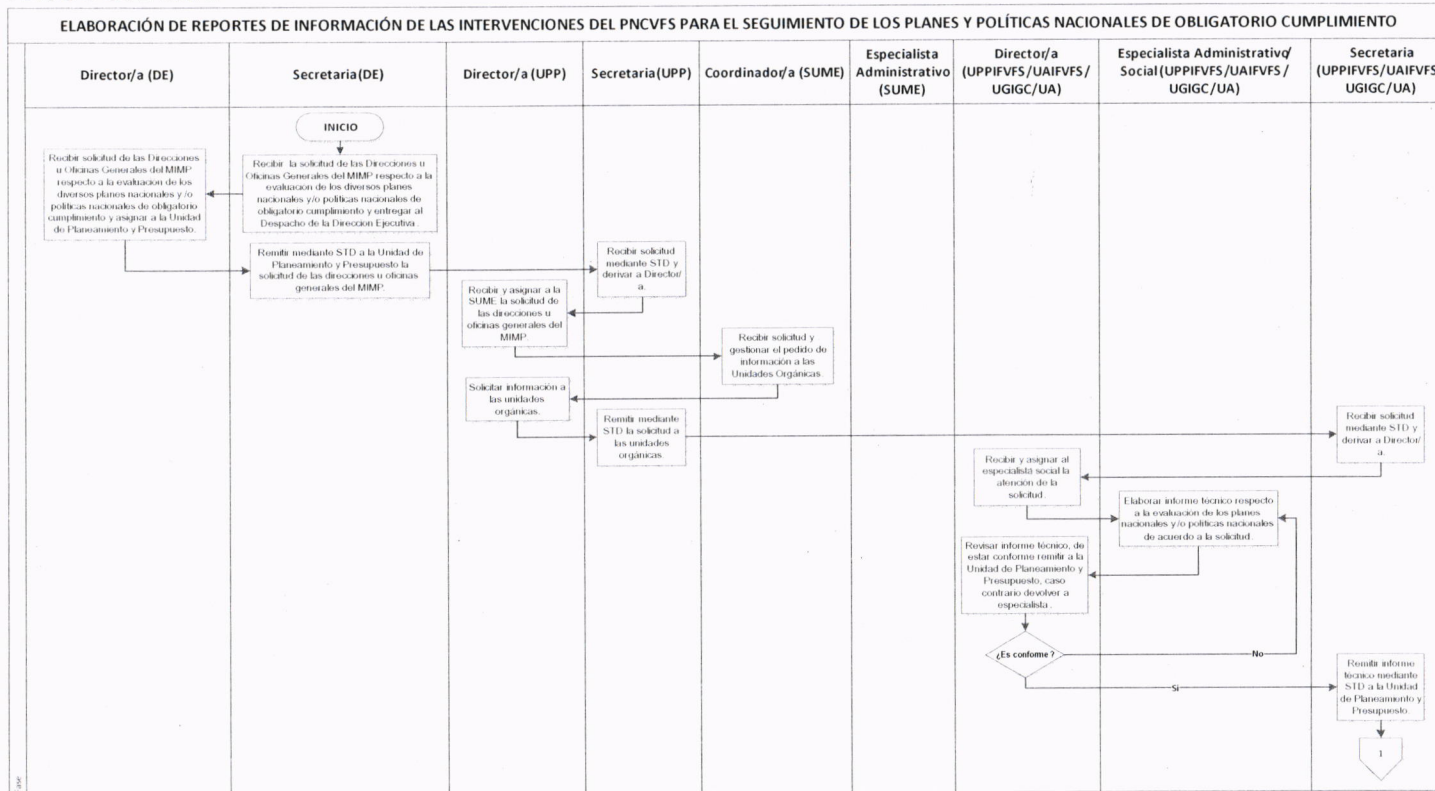 ELABORACIÓN DE REPORTES DE INFORMACIÓN DE LAS INTERVENCIONES DEL PNCVFS PARA EL SEGUIMIENTO DE LOS PLANES Y POLÍTICAS NACIONALES DE OBLIGATORIO CUMPLIMIENTO
Director/a (DE)
Secretaria(DE)
Director/a (UPP)
Secretaria(UPP)
Coordinador/a (SUME)
Especialista
Administrativo
(SUME)
Director/a
(UPPIFVFS/UAIFVFS/
UGIGC/UA)
Especialista Administrativo/
Social(UPPIFVFS/UAIFVFS/
UGIGC/UA)
Secretaria
(UPPIFVFS/UAIFVFS
UGIGC/UA)
INICIO
Recibir la solicitud de las Direcciones u
Oficinas Generales del MIMP respecto a la
evaluación de los diversos planes
nacionales y/o políticas nacionales de
obligatorio cumplimiento y entregar al
Despacho de la Direccion Ejecutiva.
Recibir solicitud de las Direcciones
u Oficinas Generales del MIMP
respecto a la evaluación de los
diversos planes nacionales y /o
políticas nacionales de obligatorio
cumplimiento y asignar a la Unidad
de Planeamiento y Presupuesto.
Remitir mediante STD a la Unidad de
Planeamiento y Presupuesto la
solicitud de las direcciones u oficinas
generales del MIMP.
Recibir solicitud
mediante STD y
derivar a Director/
a.
Recibir y asignar a la
SUME la solicitud de
las direcciones u
oficinas generales del
MIMP.
Recibir solicitud y
gestionar el pedido de
información a las
Unidades Orgánicas.
Solicitar información a
las unidades
orgánicas.
Remitir mediante
STD la solicitud a
las unidades
orgánicas
Recibir solicitud
mediante STD y
derivar a Director/
a.
Recibir y asignar al
especialista social la
atención de la
solicitud.
Elaborar informe técnico respecto
a la evaluación de los planes
nacionales y/o políticas nacionales
de acuerdo a la solicitud.
Revisar informe técnico, de
estar conforme remitir a la
Unidad de Planeamiento y
Presupuesto, caso
contrario devolver a
especialista.
¿Es conforme ?
No
Si
Remitir informe
técnico mediante
STD a la Unidad
de Planeamiento y
Presupuesto.
1